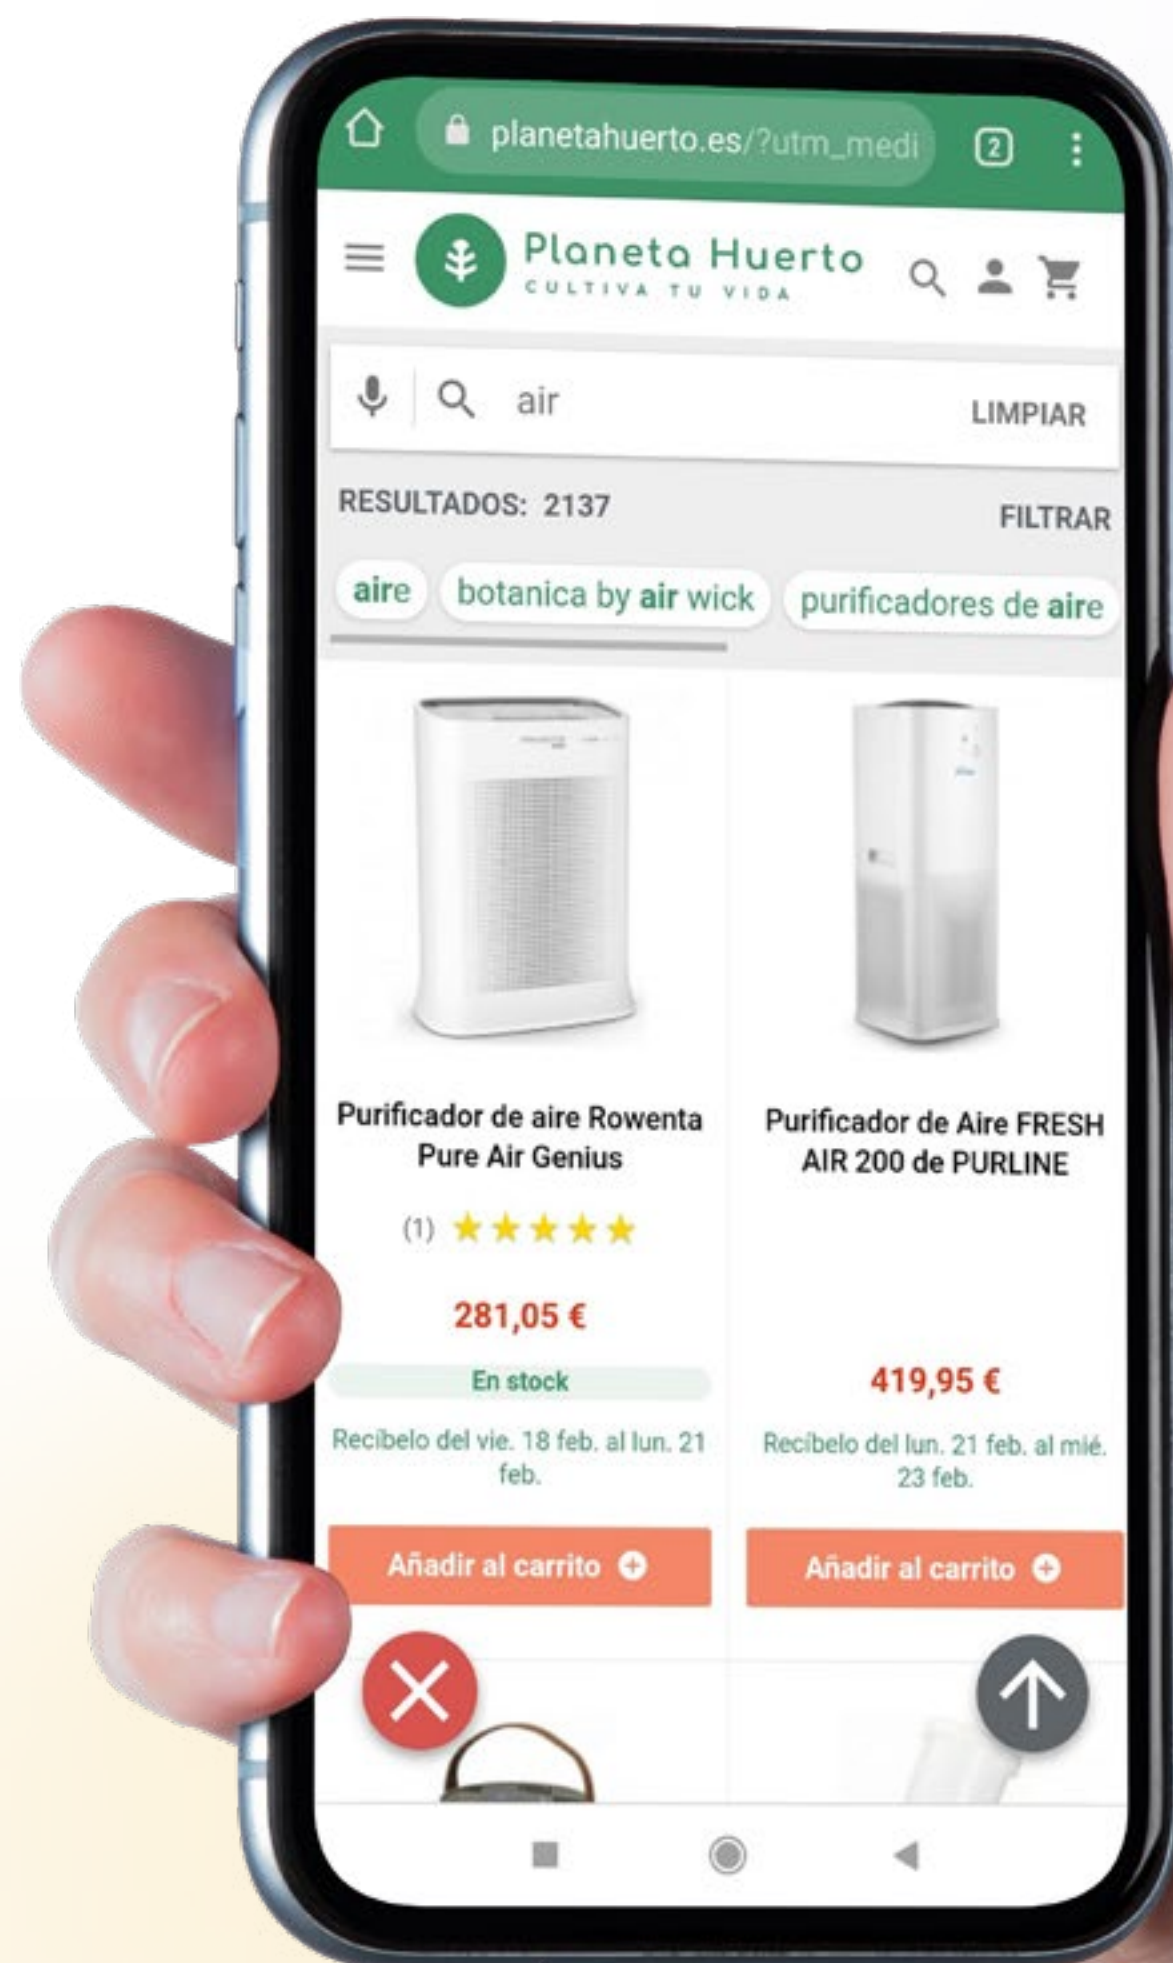 planetahuerto.es/?utm_medi
2
Planeta Huerto
CULTIVA TU VIDA
air
LIMPIAR
RESULTADOS: 2137
FILTRAR
aire
botanica by air wick
purificadores de aire
Purificador de aire Rowenta
Pure Air Genius
(1)
281,05 €
En stock
Recíbelo del vie. 18 feb. al lun. 21
feb.
Añadir al carrito
Purificador de Aire FRESH
AIR 200 de PURLINE
419,95 €
Recíbelo del lun. 21 feb. al mié.
23 feb.
Añadir al carrito